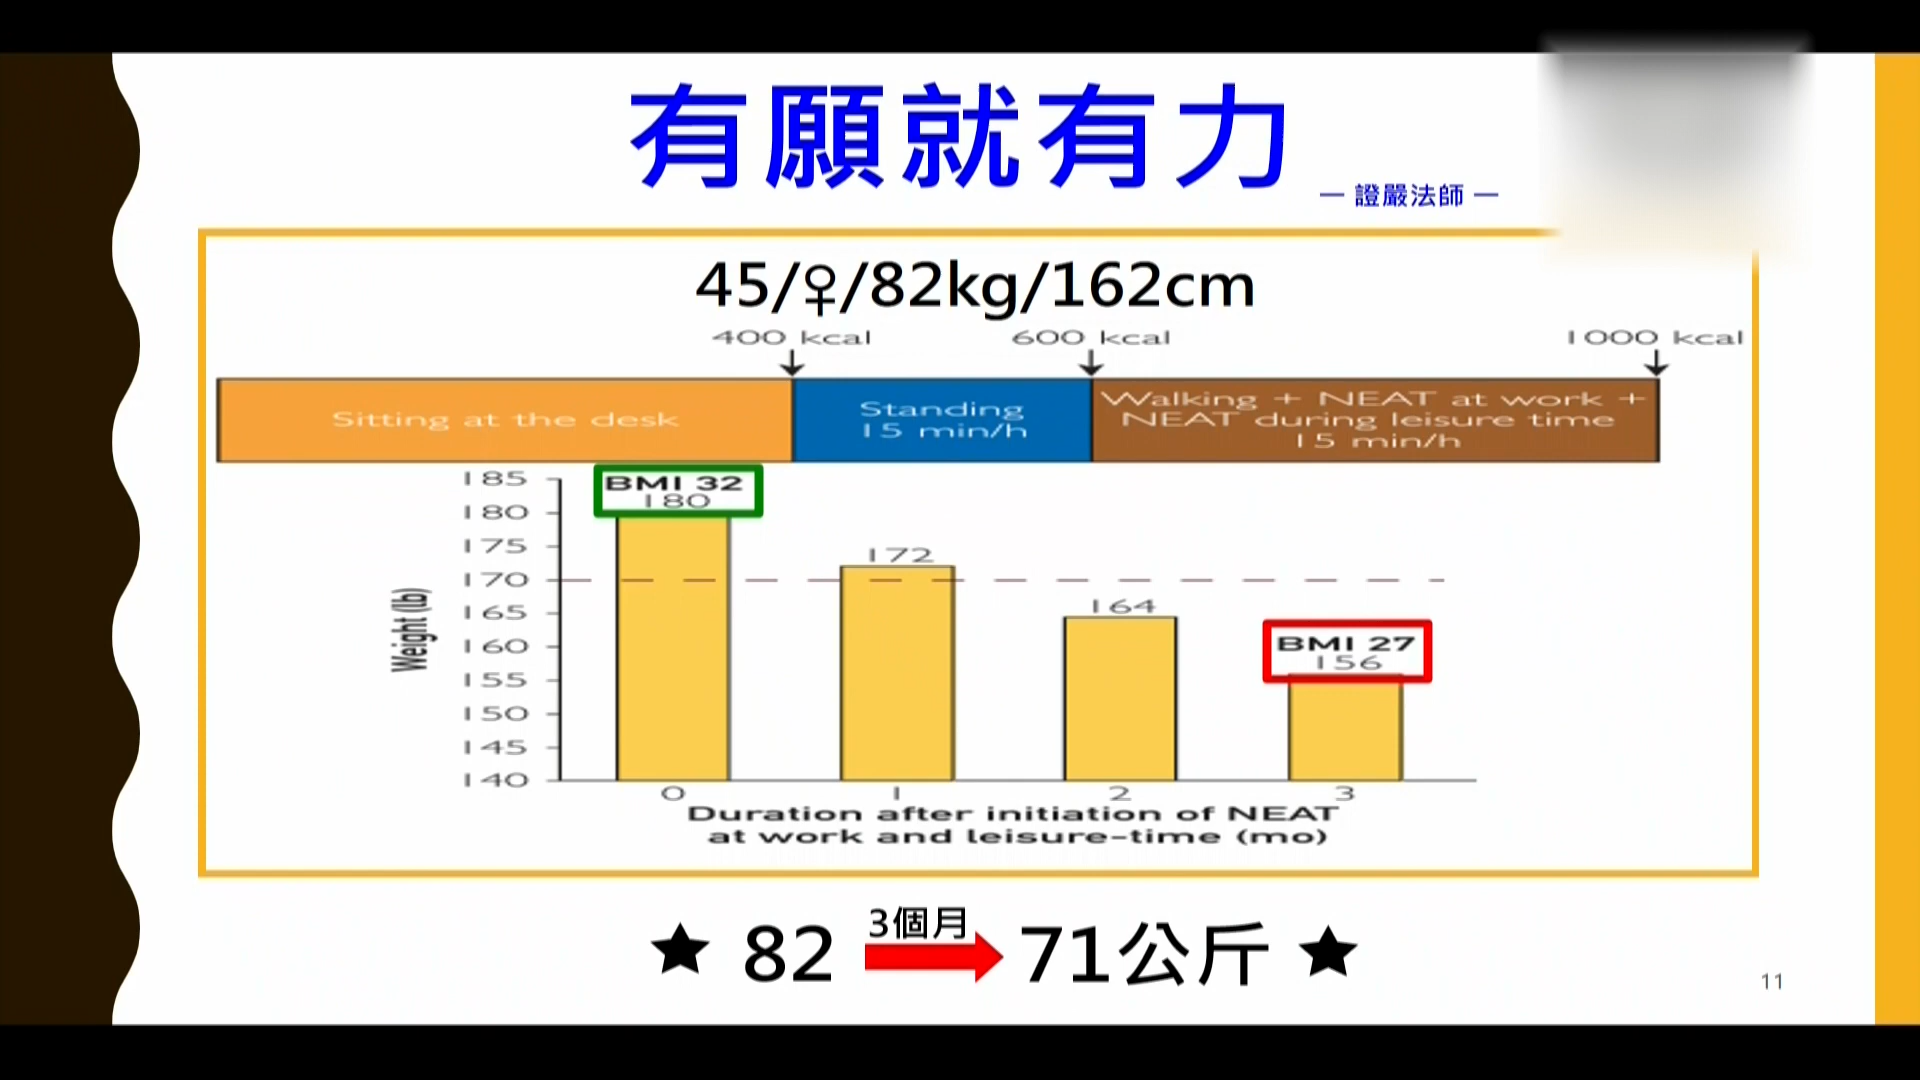 有願就有力
— 證嚴法師 —
45/♀/82kg/162cm
400 kcal
600 kcal
1000 kcal
Sitting at the desk
Standing
15 min/h
Walking + NEAT at work +
NEAT during leisure time
15 min/h
Weight (lb)
185
180
175
170
165
160
155
150
145
140
BMI 32
180
172
164
BMI 27
156
0
1
2
3
Duration after initiation of NEAT
at work and leisure-time (mo)
★ 82 3個月 71公斤 ★
11